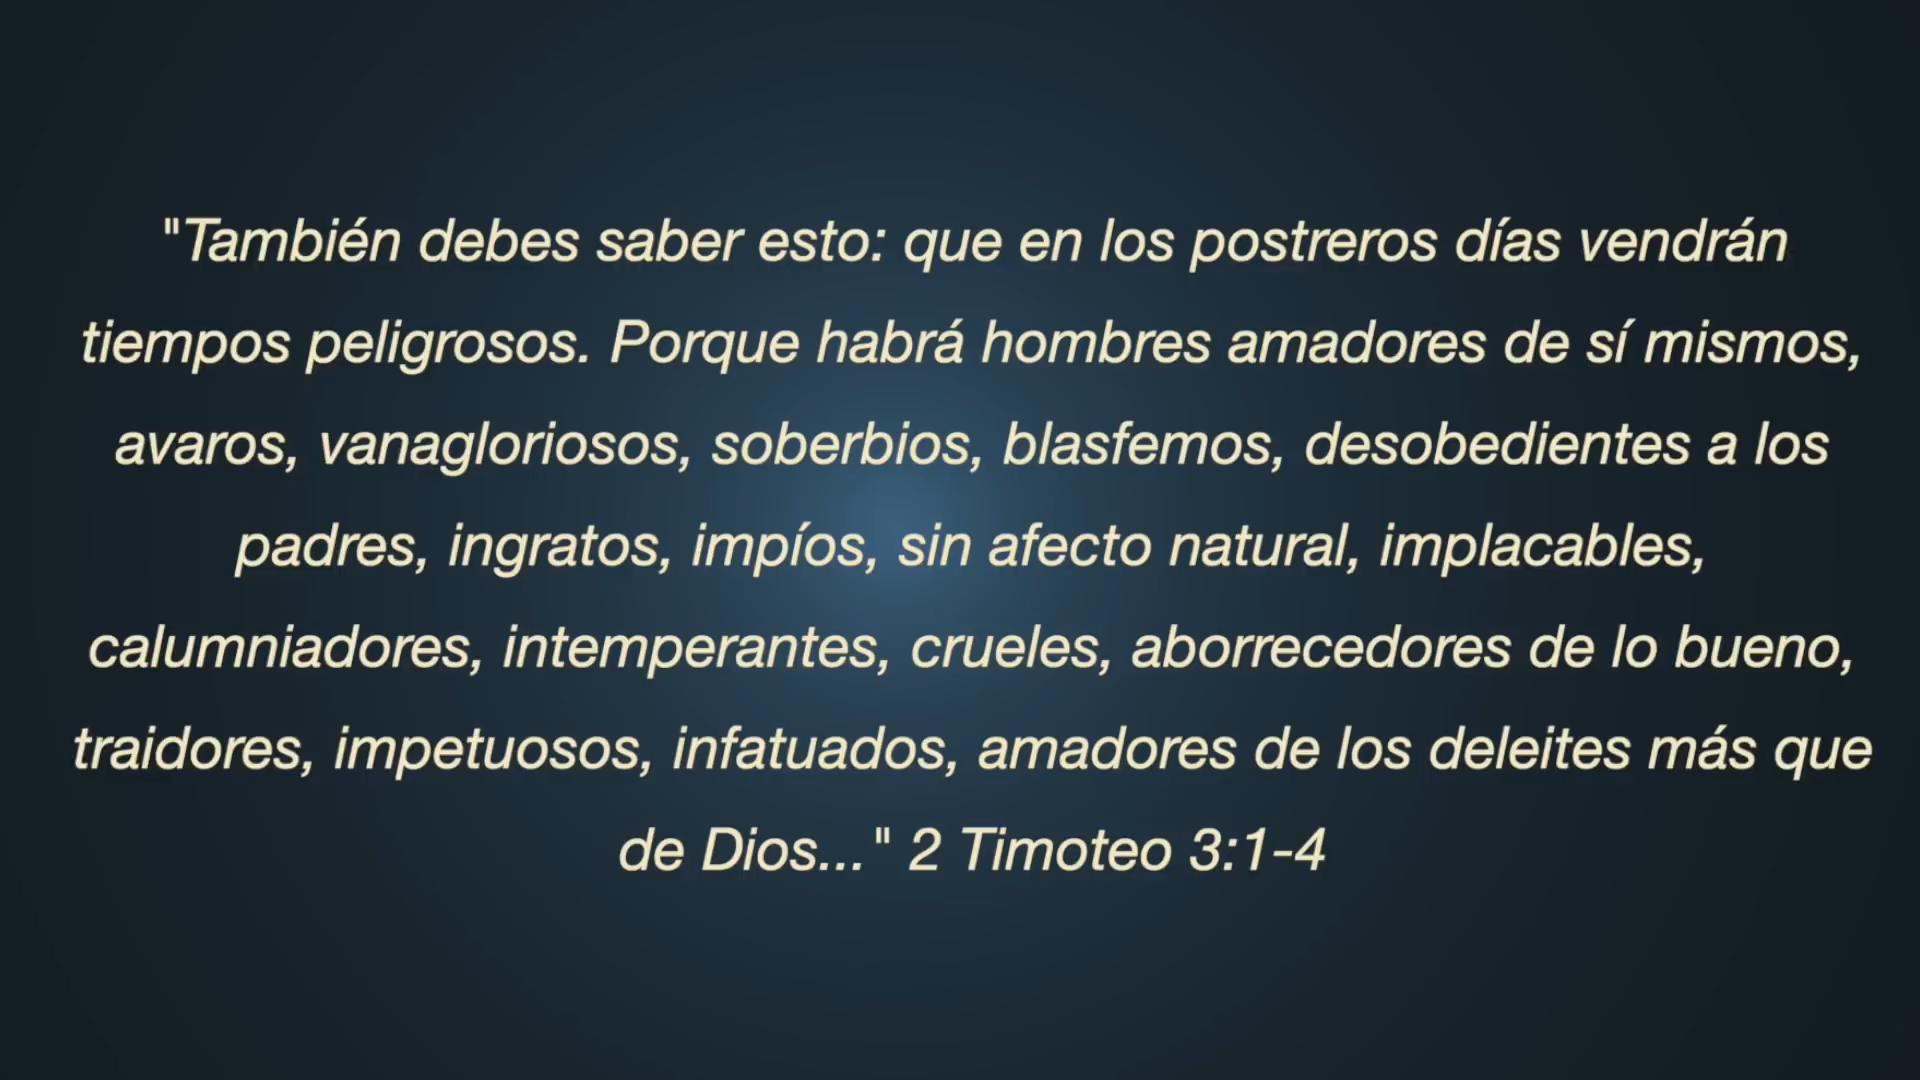 "También debes saber esto: que en los postreros días vendrán
tiempos peligrosos. Porque habrá hombres amadores de sí mismos,
avaros, vanagloriosos, soberbios, blasfemos, desobedientes a los
padres, ingratos, impíos, sin afecto natural, implacables,
calumniadores, intemperantes, crueles, aborrecedores de lo bueno,
traidores, impetuosos, infatuados, amadores de los deleites más que
de Dios..." 2 Timoteo 3:1-4